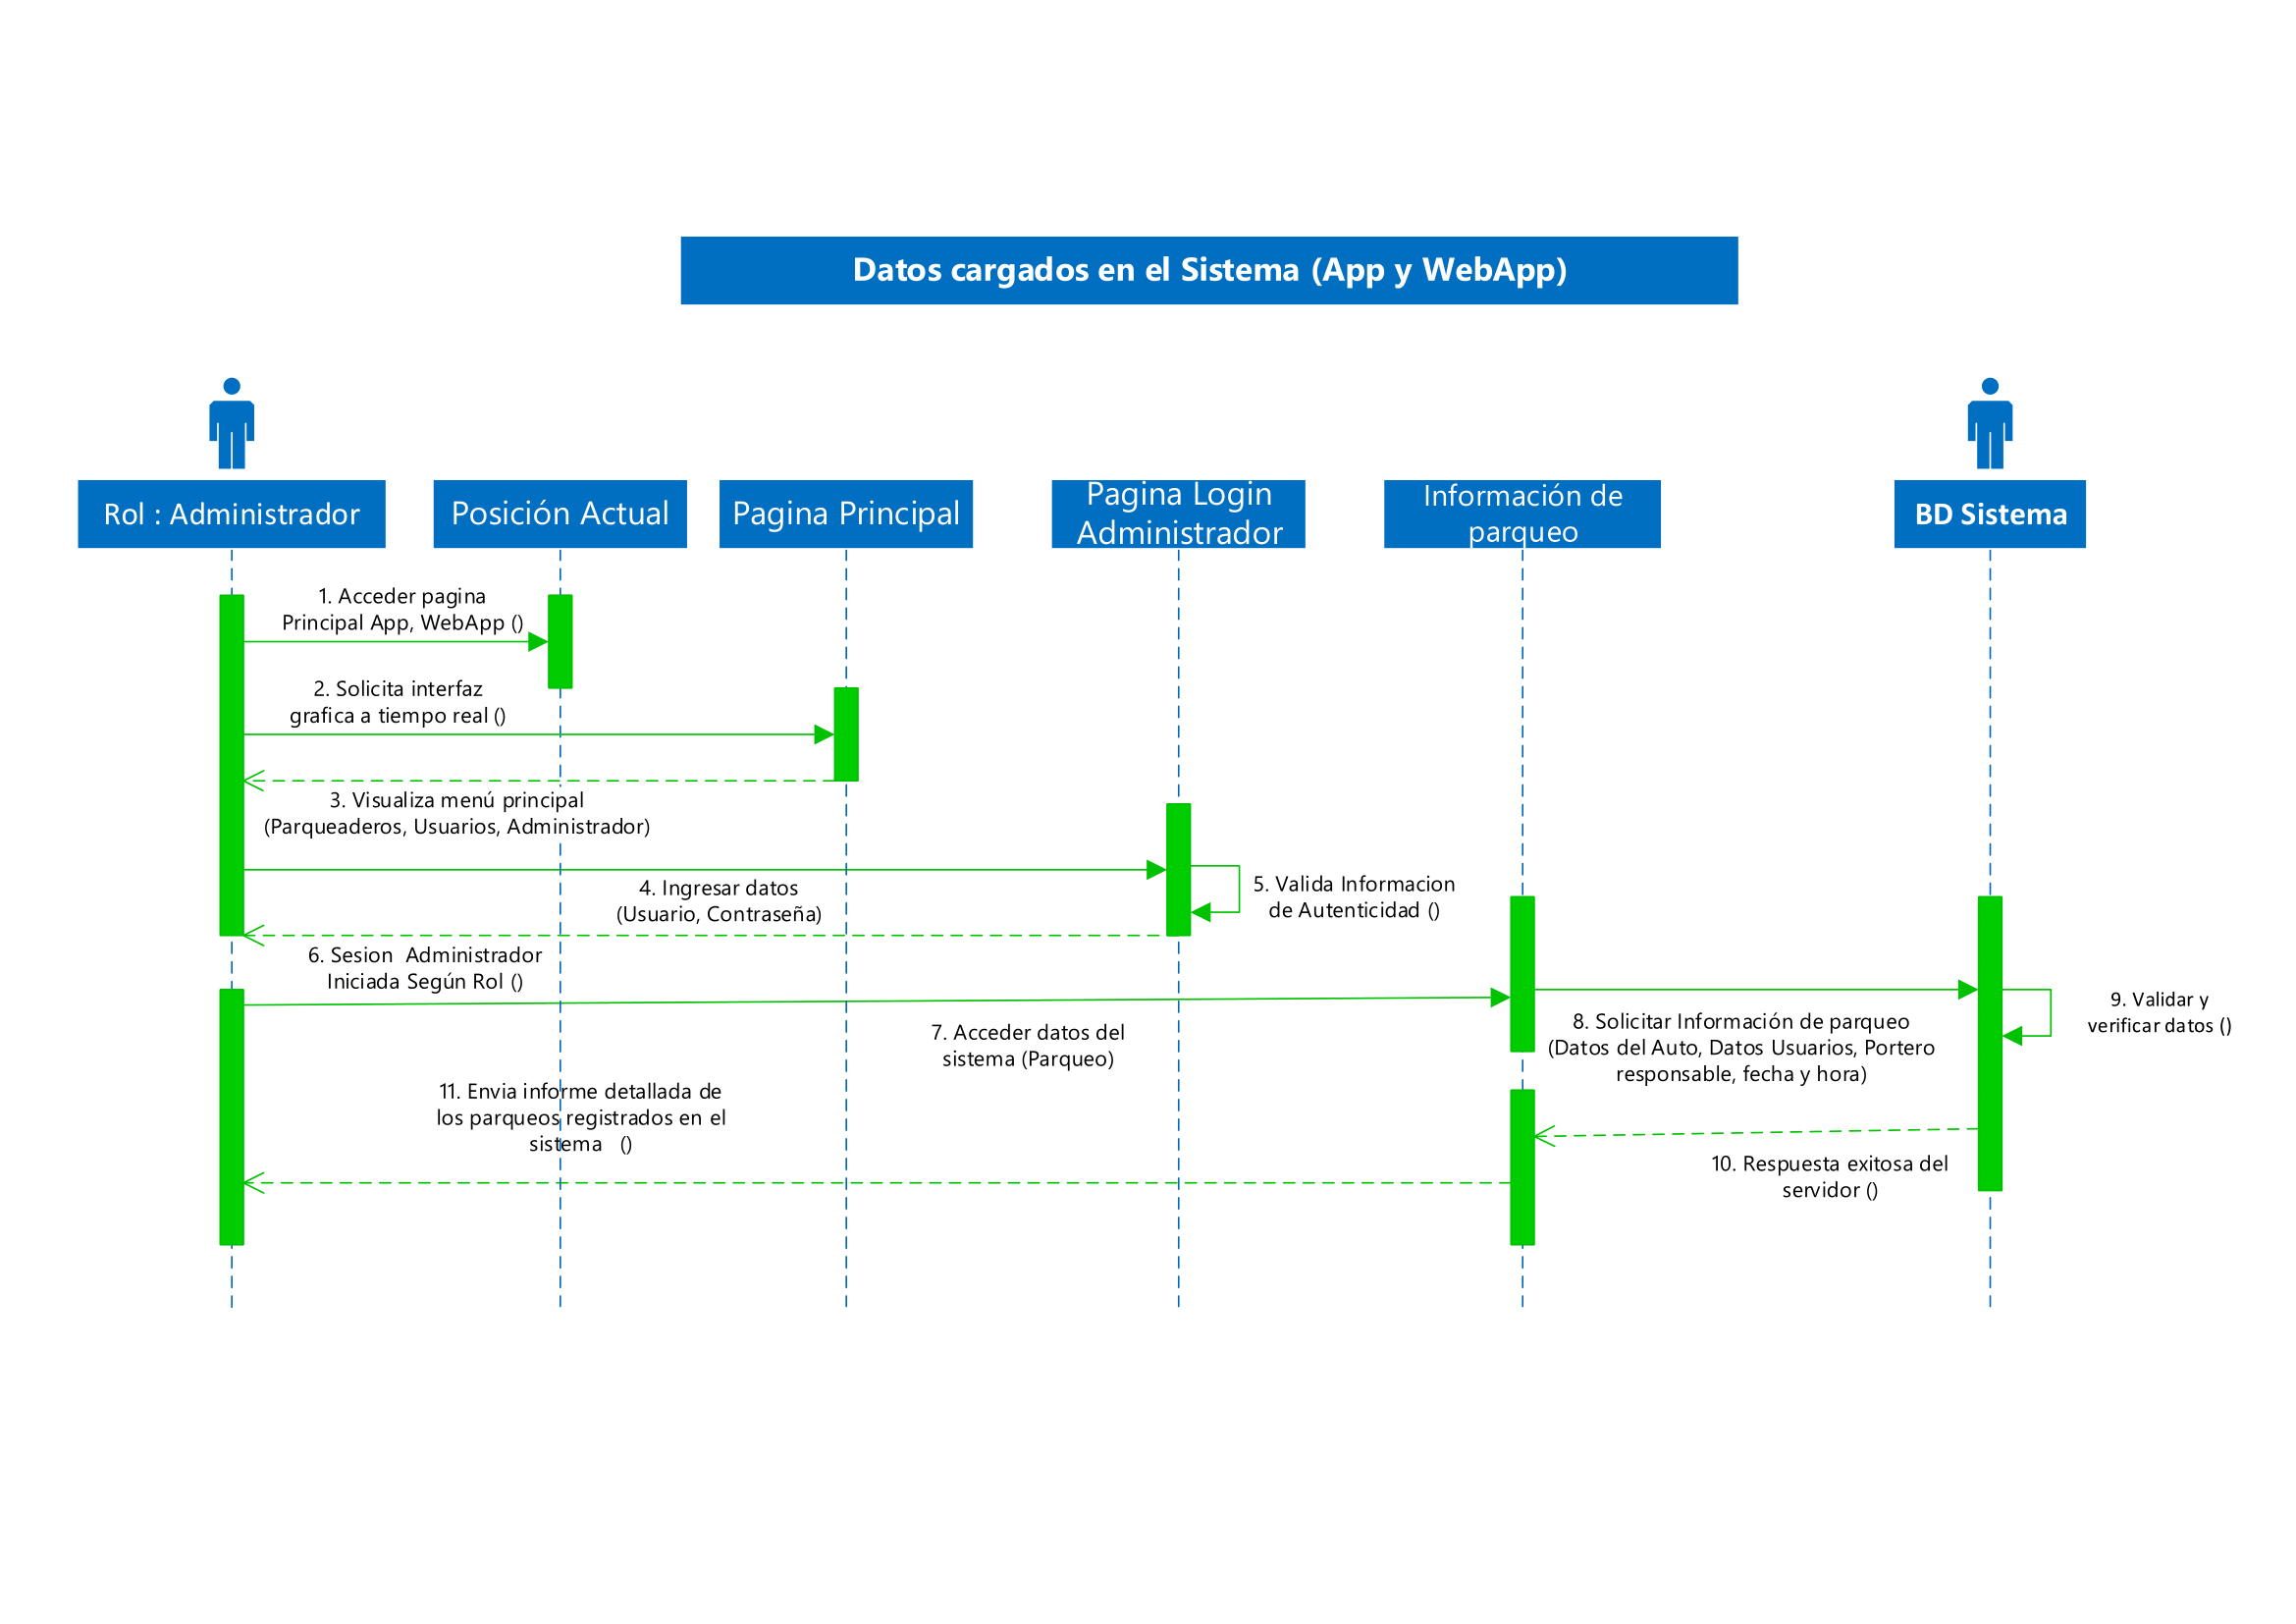 Datos cargados en el Sistema (App y WebApp)
Rol : Administrador
Posición Actual
Pagina Principal
Pagina Login
Administrador
Información de
parqueo
BD Sistema
1. Acceder pagina
Principal App, WebApp ()
2. Solicita interfaz
grafica a tiempo real ()
3. Visualiza menú principal
(Parqueaderos, Usuarios, Administrador)
4. Ingresar datos
(Usuario, Contraseña)
5. Valida Informacion
de Autenticidad ()
6. Sesion  Administrador
Iniciada Según Rol ()
7. Acceder datos del
sistema (Parqueo)
8. Solicitar Información de parqueo
(Datos del Auto, Datos Usuarios, Portero
responsable, fecha y hora)
9. Validar y
verificar datos ()
10. Respuesta exitosa del
servidor ()
11. Envia informe detallada de
los parqueos registrados en el
sistema   ()